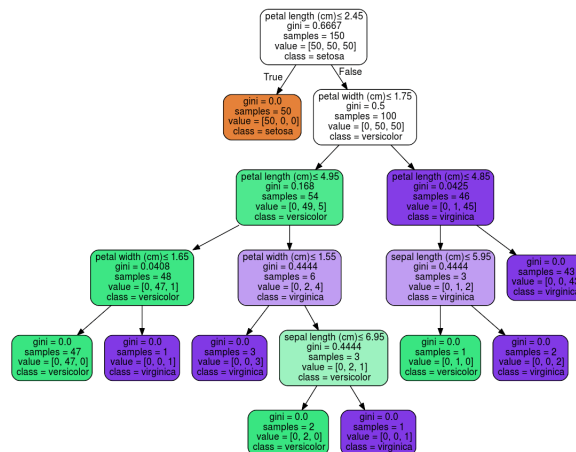 petal length (cm)≤ 2.45
gini = 0.6667
samples = 150
value = [50, 50, 50]
class = setosa
True
False
gini = 0.0
samples = 50
value = [50, 0, 0]
class = setosa
petal width (cm)≤ 1.75
gini = 0.5
samples = 100
value = [0, 50, 50]
class = versicolor
petal length (cm)≤ 4.95
gini = 0.168
samples = 54
value = [0, 49, 5]
class = versicolor
petal length (cm)≤ 4.85
gini = 0.0425
samples = 46
value = [0, 1, 45]
class = virginica
petal width (cm)≤ 1.65
gini = 0.0408
samples = 48
value = [0, 47, 1]
class = versicolor
petal width (cm)≤ 1.55
gini = 0.4444
samples = 6
value = [0, 2, 4]
class = virginica
sepal length (cm)≤ 5.95
gini = 0.4444
samples = 3
value = [0, 1, 2]
class = virginica
gini = 0.0
samples = 43
value = [0, 0, 43]
class = virginica
gini = 0.0
samples = 47
value = [0, 47, 0]
class = versicolor
gini = 0.0
samples = 1
value = [0, 0, 1]
class = virginica
gini = 0.0
samples = 3
value = [0, 0, 3]
class = virginica
sepal length (cm)≤ 6.95
gini = 0.4444
samples = 3
value = [0, 2, 1]
class = versicolor
gini = 0.0
samples = 1
value = [0, 1, 0]
class = versicolor
gini = 0.0
samples = 2
value = [0, 0, 2]
class = virginica
gini = 0.0
samples = 2
value = [0, 2, 0]
class = versicolor
gini = 0.0
samples = 1
value = [0, 0, 1]
class = virginica